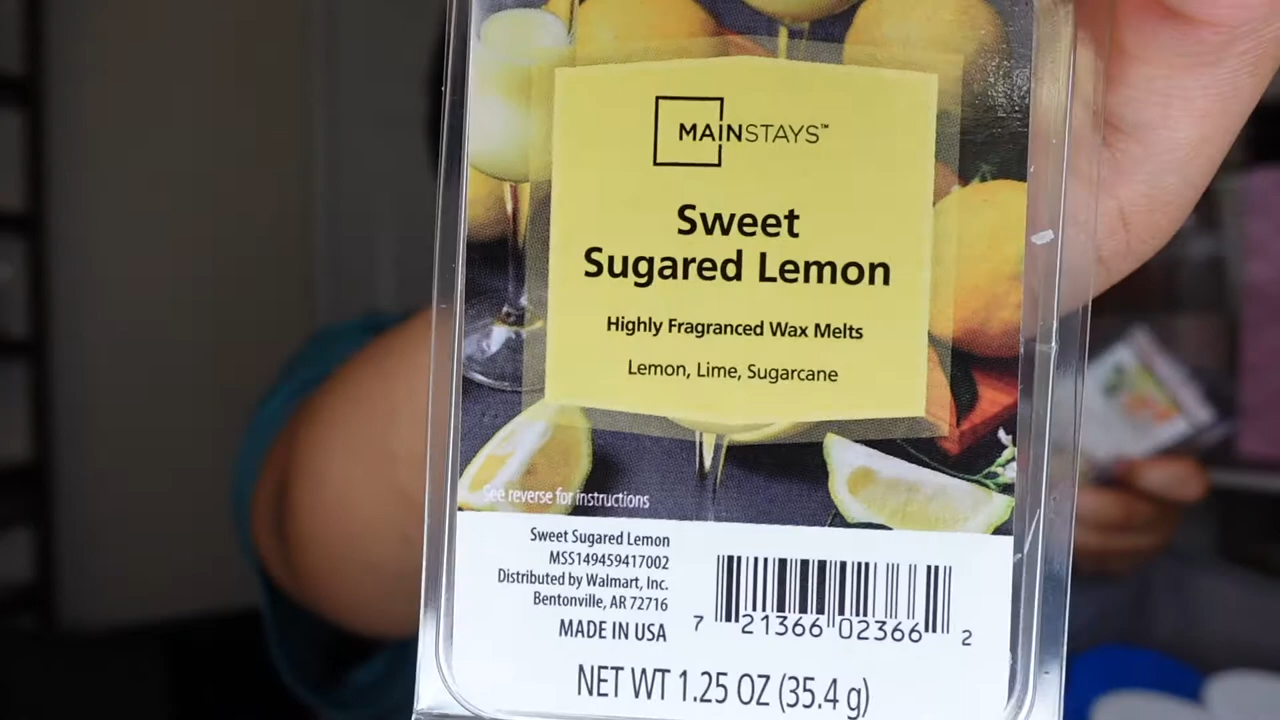 MAINSTAYS™
Sweet
Sugared Lemon
Highly Fragranced Wax Melts
Lemon, Lime, Sugarcane
See reverse for instructions
Sweet Sugared Lemon
MSS149459417002
Distributed by Walmart, Inc.
Bentonville, AR 72716
MADE IN USA
7 21366 02366 2
NET WT 1.25 OZ (35.4 g)